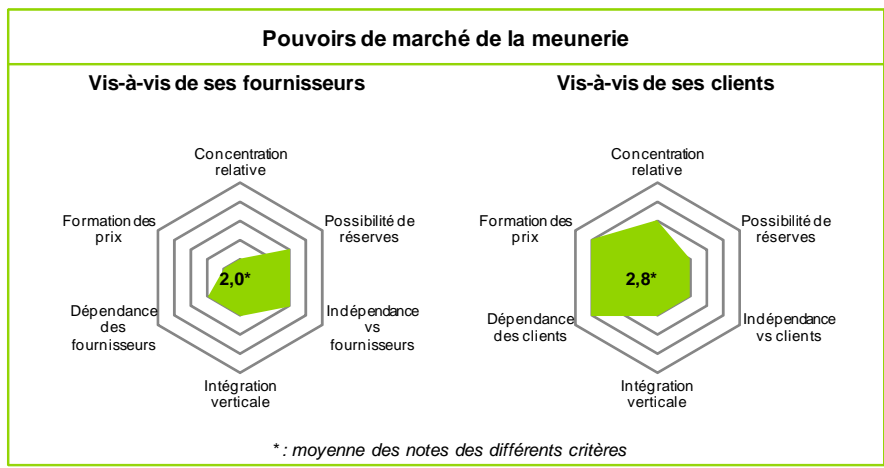 Pouvoirs de marché de la meunerie
Vis-à-vis de ses fournisseurs
Concentration
relative
Possibilité de
réserves
Indépendance
vs
fournisseurs
Intégration
verticale
Dépendance
des
fournisseurs
Formation des
prix
2,0*
Vis-à-vis de ses clients
Concentration
relative
Possibilité de
réserves
Indépendance
vs clients
Intégration
verticale
Dépendance
des clients
Formation des
prix
2,8*
* : moyenne des notes des différents critères